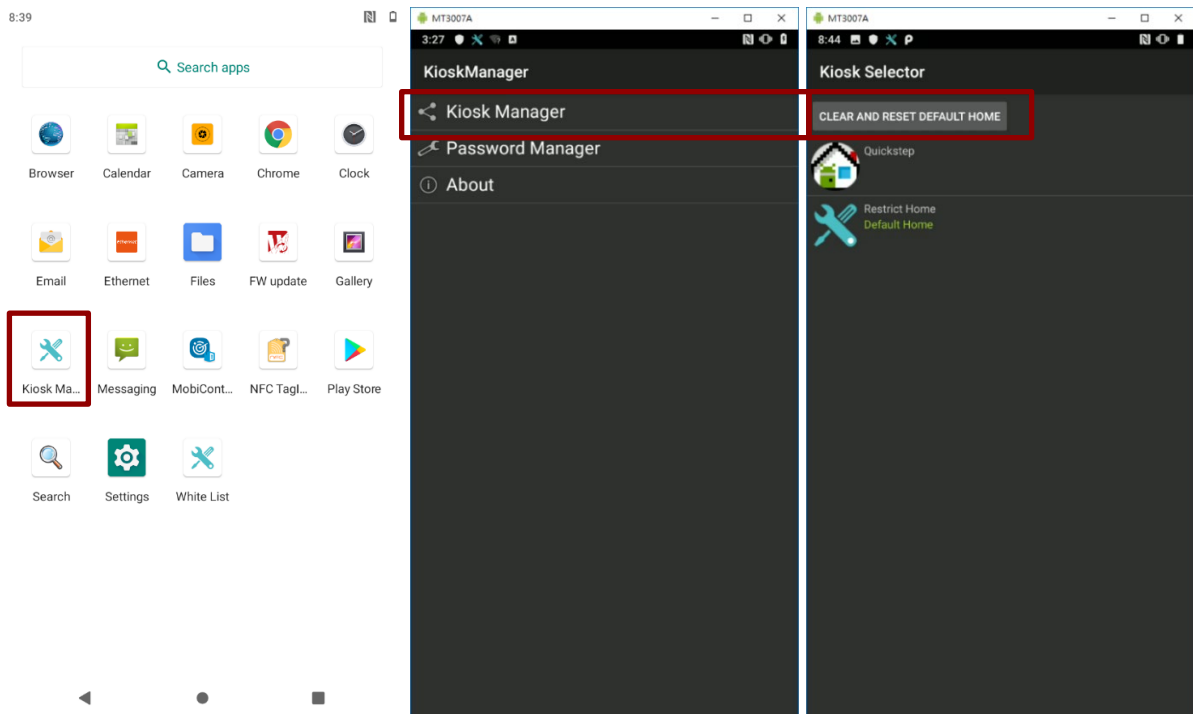 8:39
Search apps
Browser
Calendar
Camera
Chrome
Clock
Email
Ethernet
Files
FW update
Gallery
Kiosk Ma...
Messaging
MobiCont...
NFC TagI...
Play Store
Search
Settings
White List
MT3007A
3:27
KioskManager
Kiosk Manager
Password Manager
About
MT3007A
8:44
Kiosk Selector
CLEAR AND RESET DEFAULT HOME
Quickstep
Restrict Home
Default Home